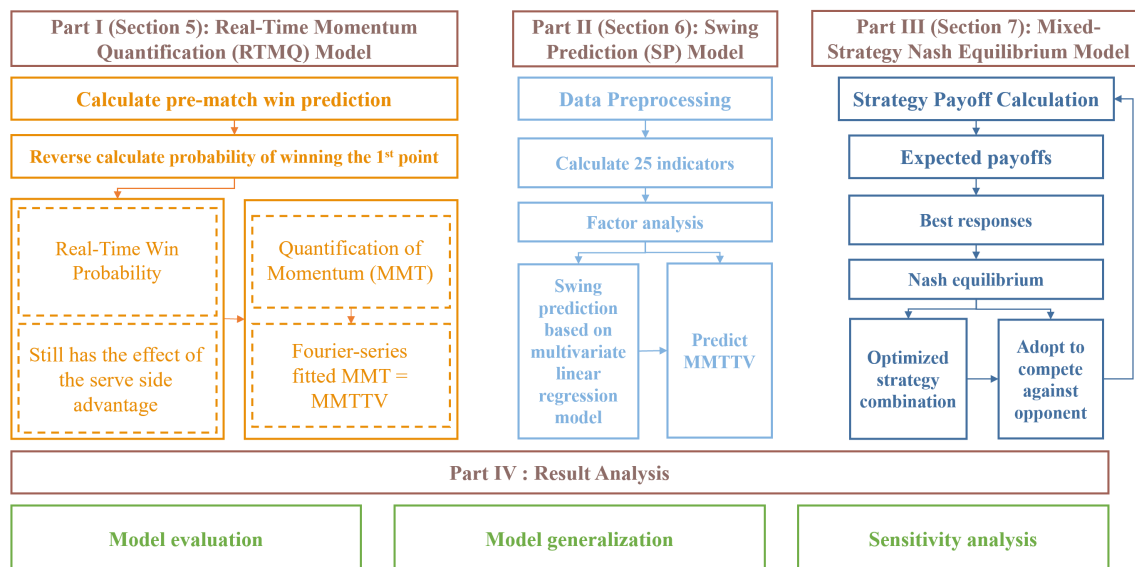 Part I (Section 5): Real-Time Momentum
Quantification (RTMQ) Model
Calculate pre-match win prediction
Reverse calculate probability of winning the 1st point
Real-Time Win
Probability
Still has the effect of
the serve side
advantage
Quantification of
Momentum (MMT)
Fourier-series
fitted MMT =
MMTTV
Part II (Section 6): Swing
Prediction (SP) Model
Data Preprocessing
Calculate 25 indicators
Factor analysis
Swing
prediction
based on
multivariate
linear
regression
model
Predict
MMTTV
Part III (Section 7): Mixed-
Strategy Nash Equilibrium Model
Strategy Payoff Calculation
Expected payoffs
Best responses
Nash equilibrium
Optimized
strategy
combination
Adopt to
compete
against
opponent
Part IV : Result Analysis
Model evaluation
Model generalization
Sensitivity analysis